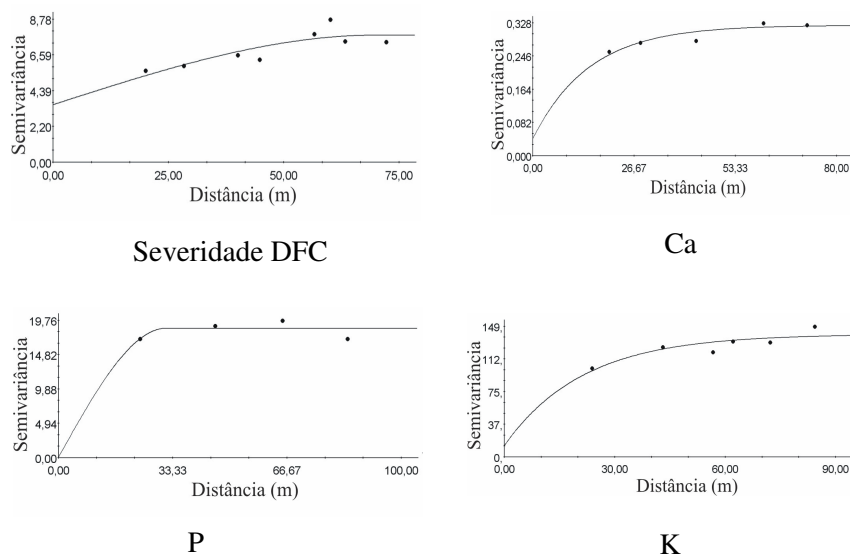 Semivariância
8,78
6,59
4,39
2,20
0,00
0,00 25,00 50,00 75,00
Distância (m)
Severidade DFC
Semivariância
0,328
0,246
0,164
0,082
0,000
0,00 26,67 53,33 80,00
Distância (m)
Ca
Semivariância
19,76
14,82
9,88
4,94
0,00
0,00 33,33 66,67 100,00
Distância (m)
P
Semivariância
149,
112,
75,
37,
0,
0,00 30,00 60,00 90,00
Distância (m)
K